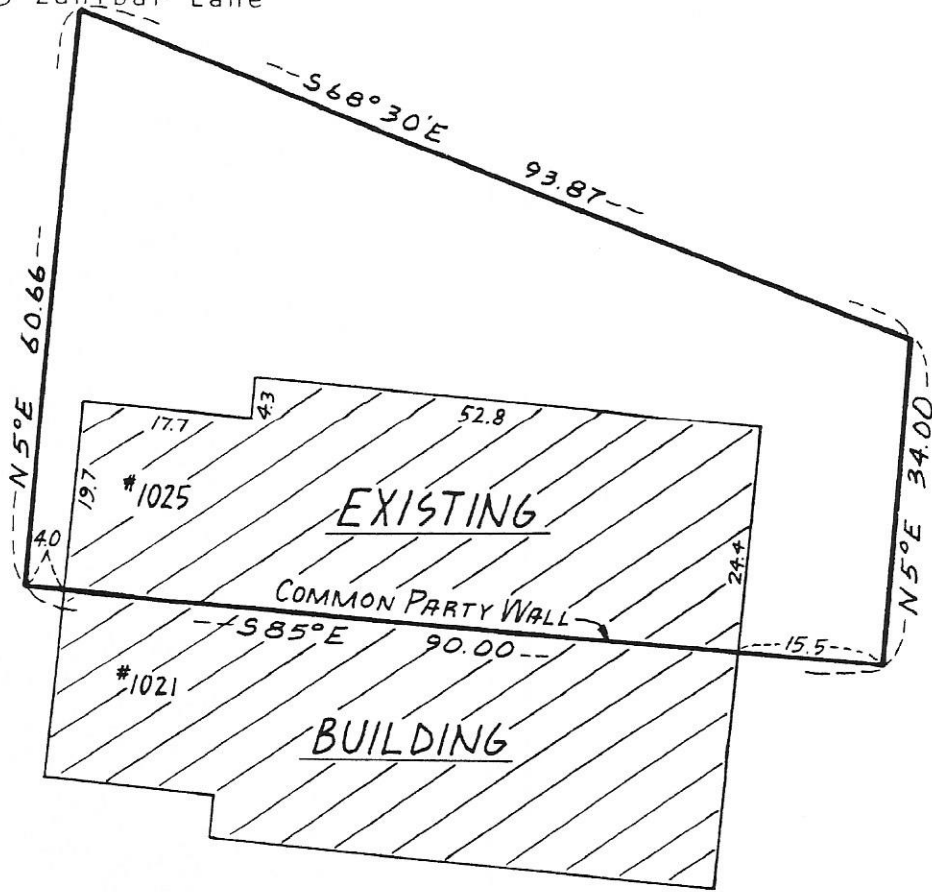 Lane
S68°30'E 93.87
N5°E 60.66
N5°E 34.00
17.7
4.3
52.8
19.7
#1025
EXISTING
4.0
24.4
COMMON PARTY WALL
S85°E 90.00
15.5
#1021
BUILDING